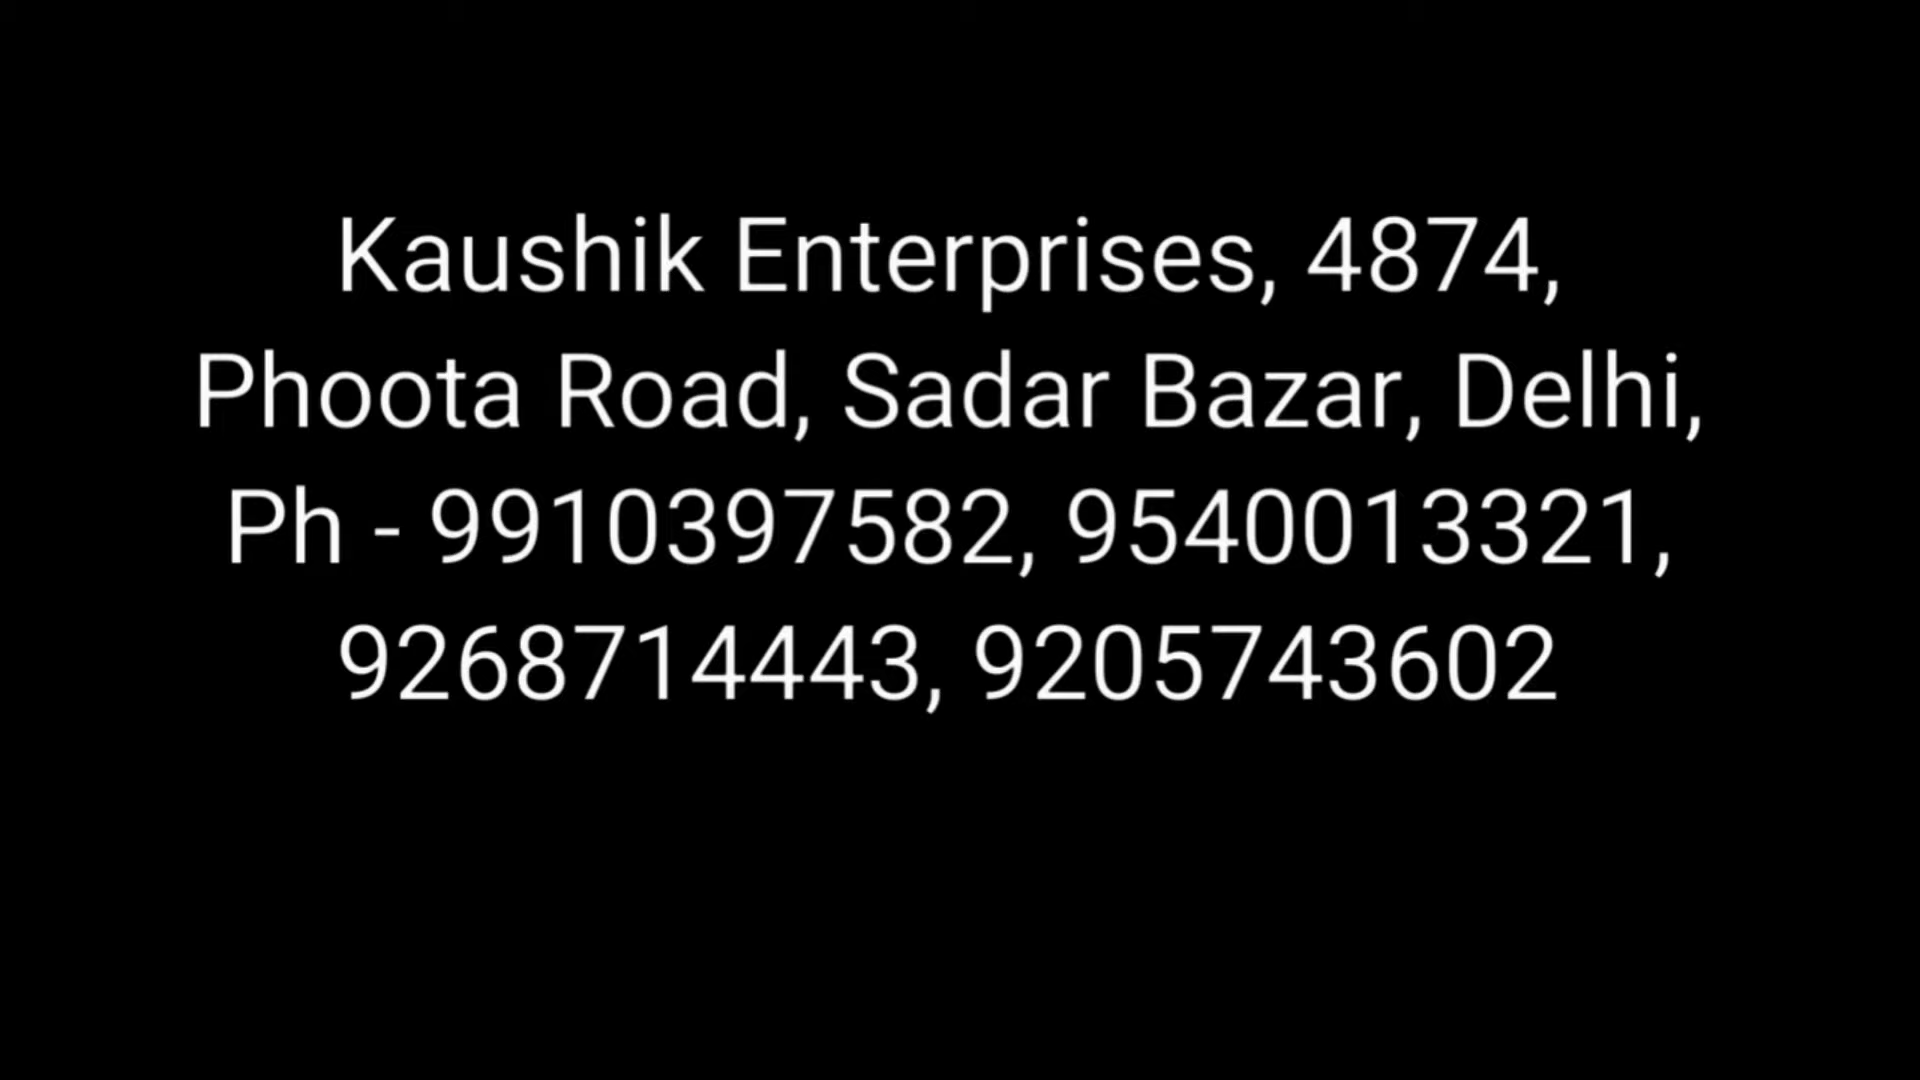 Kaushik Enterprises, 4874,
Phoota Road, Sadar Bazar, Delhi,
Ph - 9910397582, 9540013321,
9268714443, 9205743602